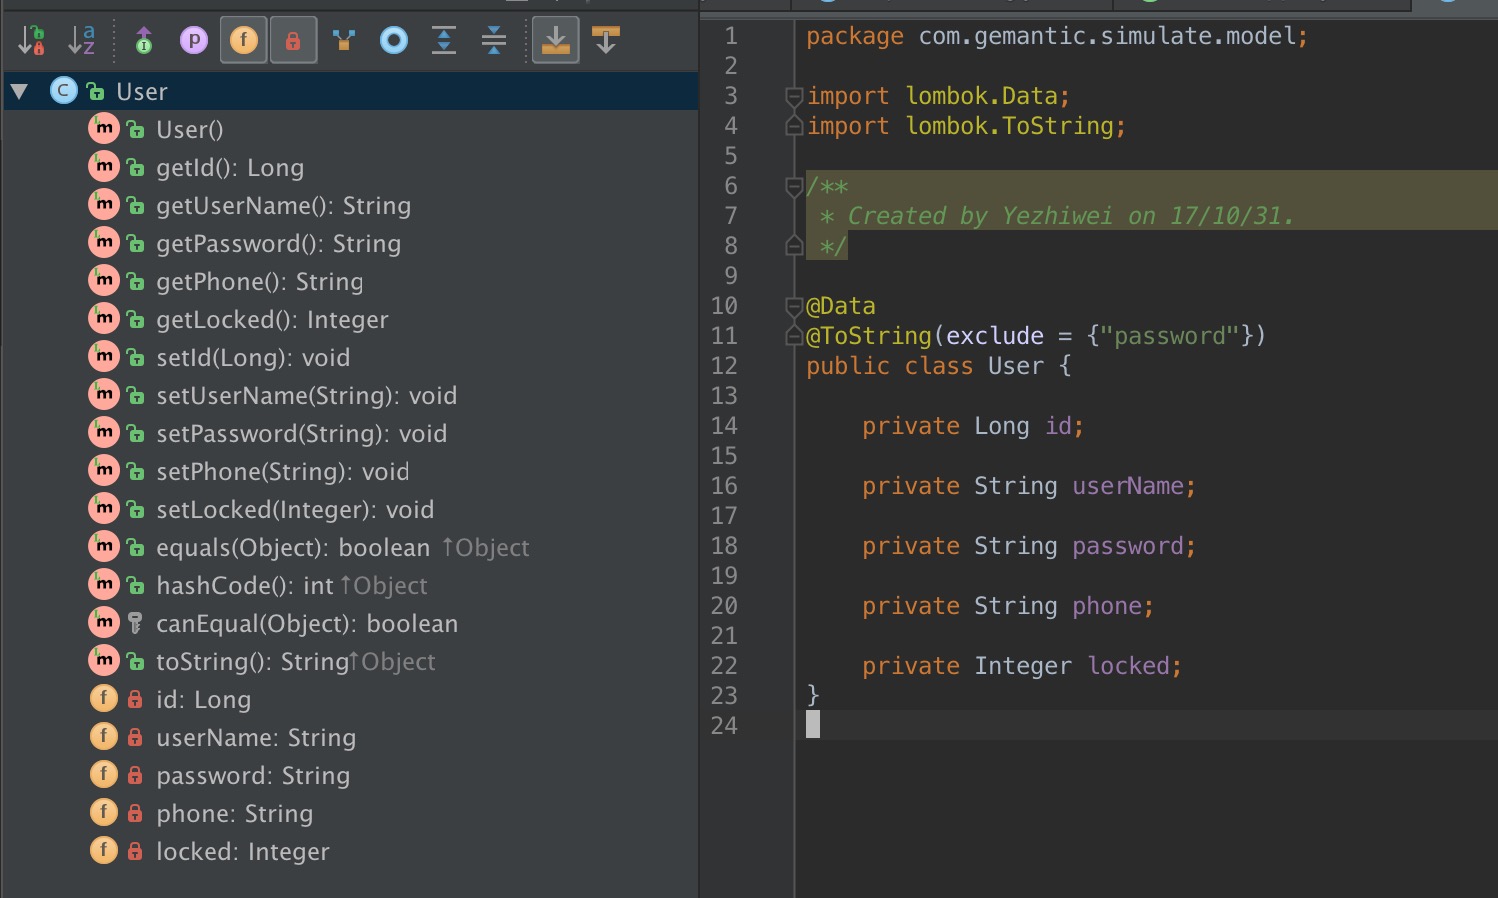 User
User()
getId(): Long
getUserName(): String
getPassword(): String
getPhone(): String
getLocked(): Integer
setId(Long): void
setUserName(String): void
setPassword(String): void
setPhone(String): void
setLocked(Integer): void
equals(Object): boolean ↑Object
hashCode(): int ↑Object
canEqual(Object): boolean
toString(): String ↑Object
id: Long
userName: String
password: String
phone: String
locked: Integer
1 package com.gemantic.simulate.model;
2
3 import lombok.Data;
4 import lombok.ToString;
5
6 /**
7 * Created by Yezhiwei on 17/10/31.
8 */
9
10 @Data
11 @ToString(exclude = {"password"})
12 public class User {
13
14 private Long id;
15
16 private String userName;
17
18 private String password;
19
20 private String phone;
21
22 private Integer locked;
23 }
24